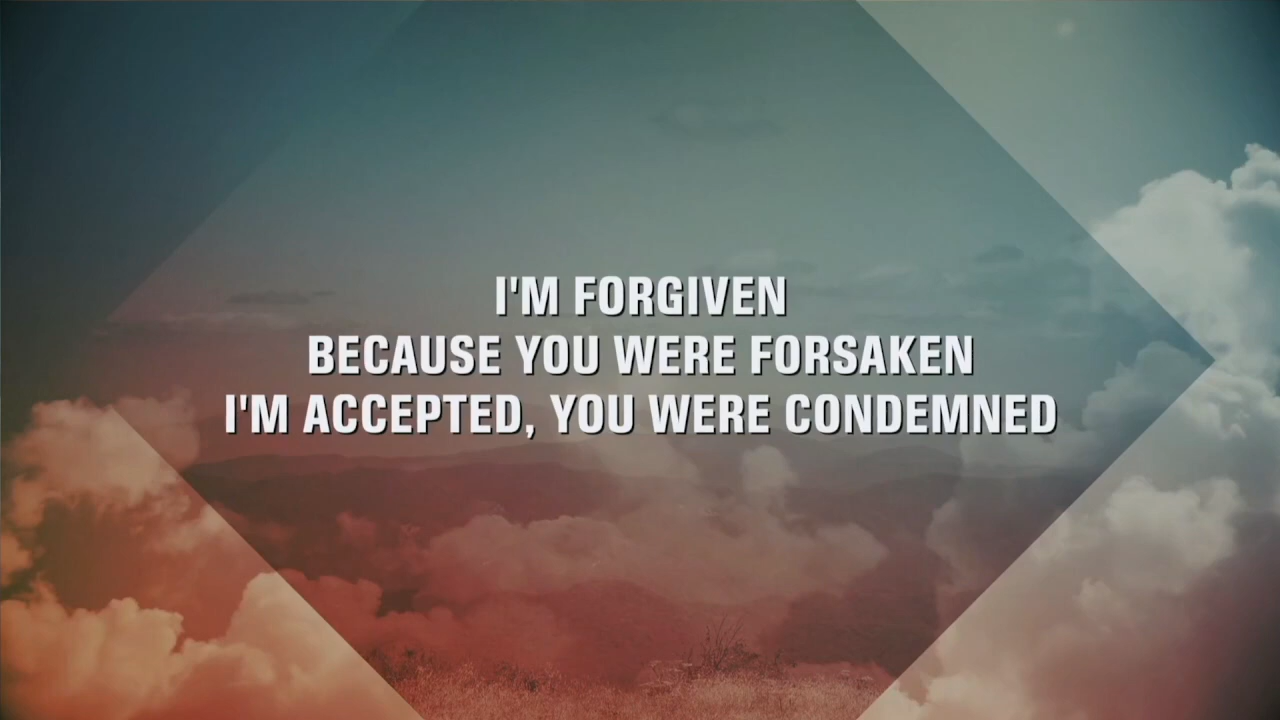 I'M FORGIVEN
BECAUSE YOU WERE FORSAKEN
I'M ACCEPTED, YOU WERE CONDEMNED